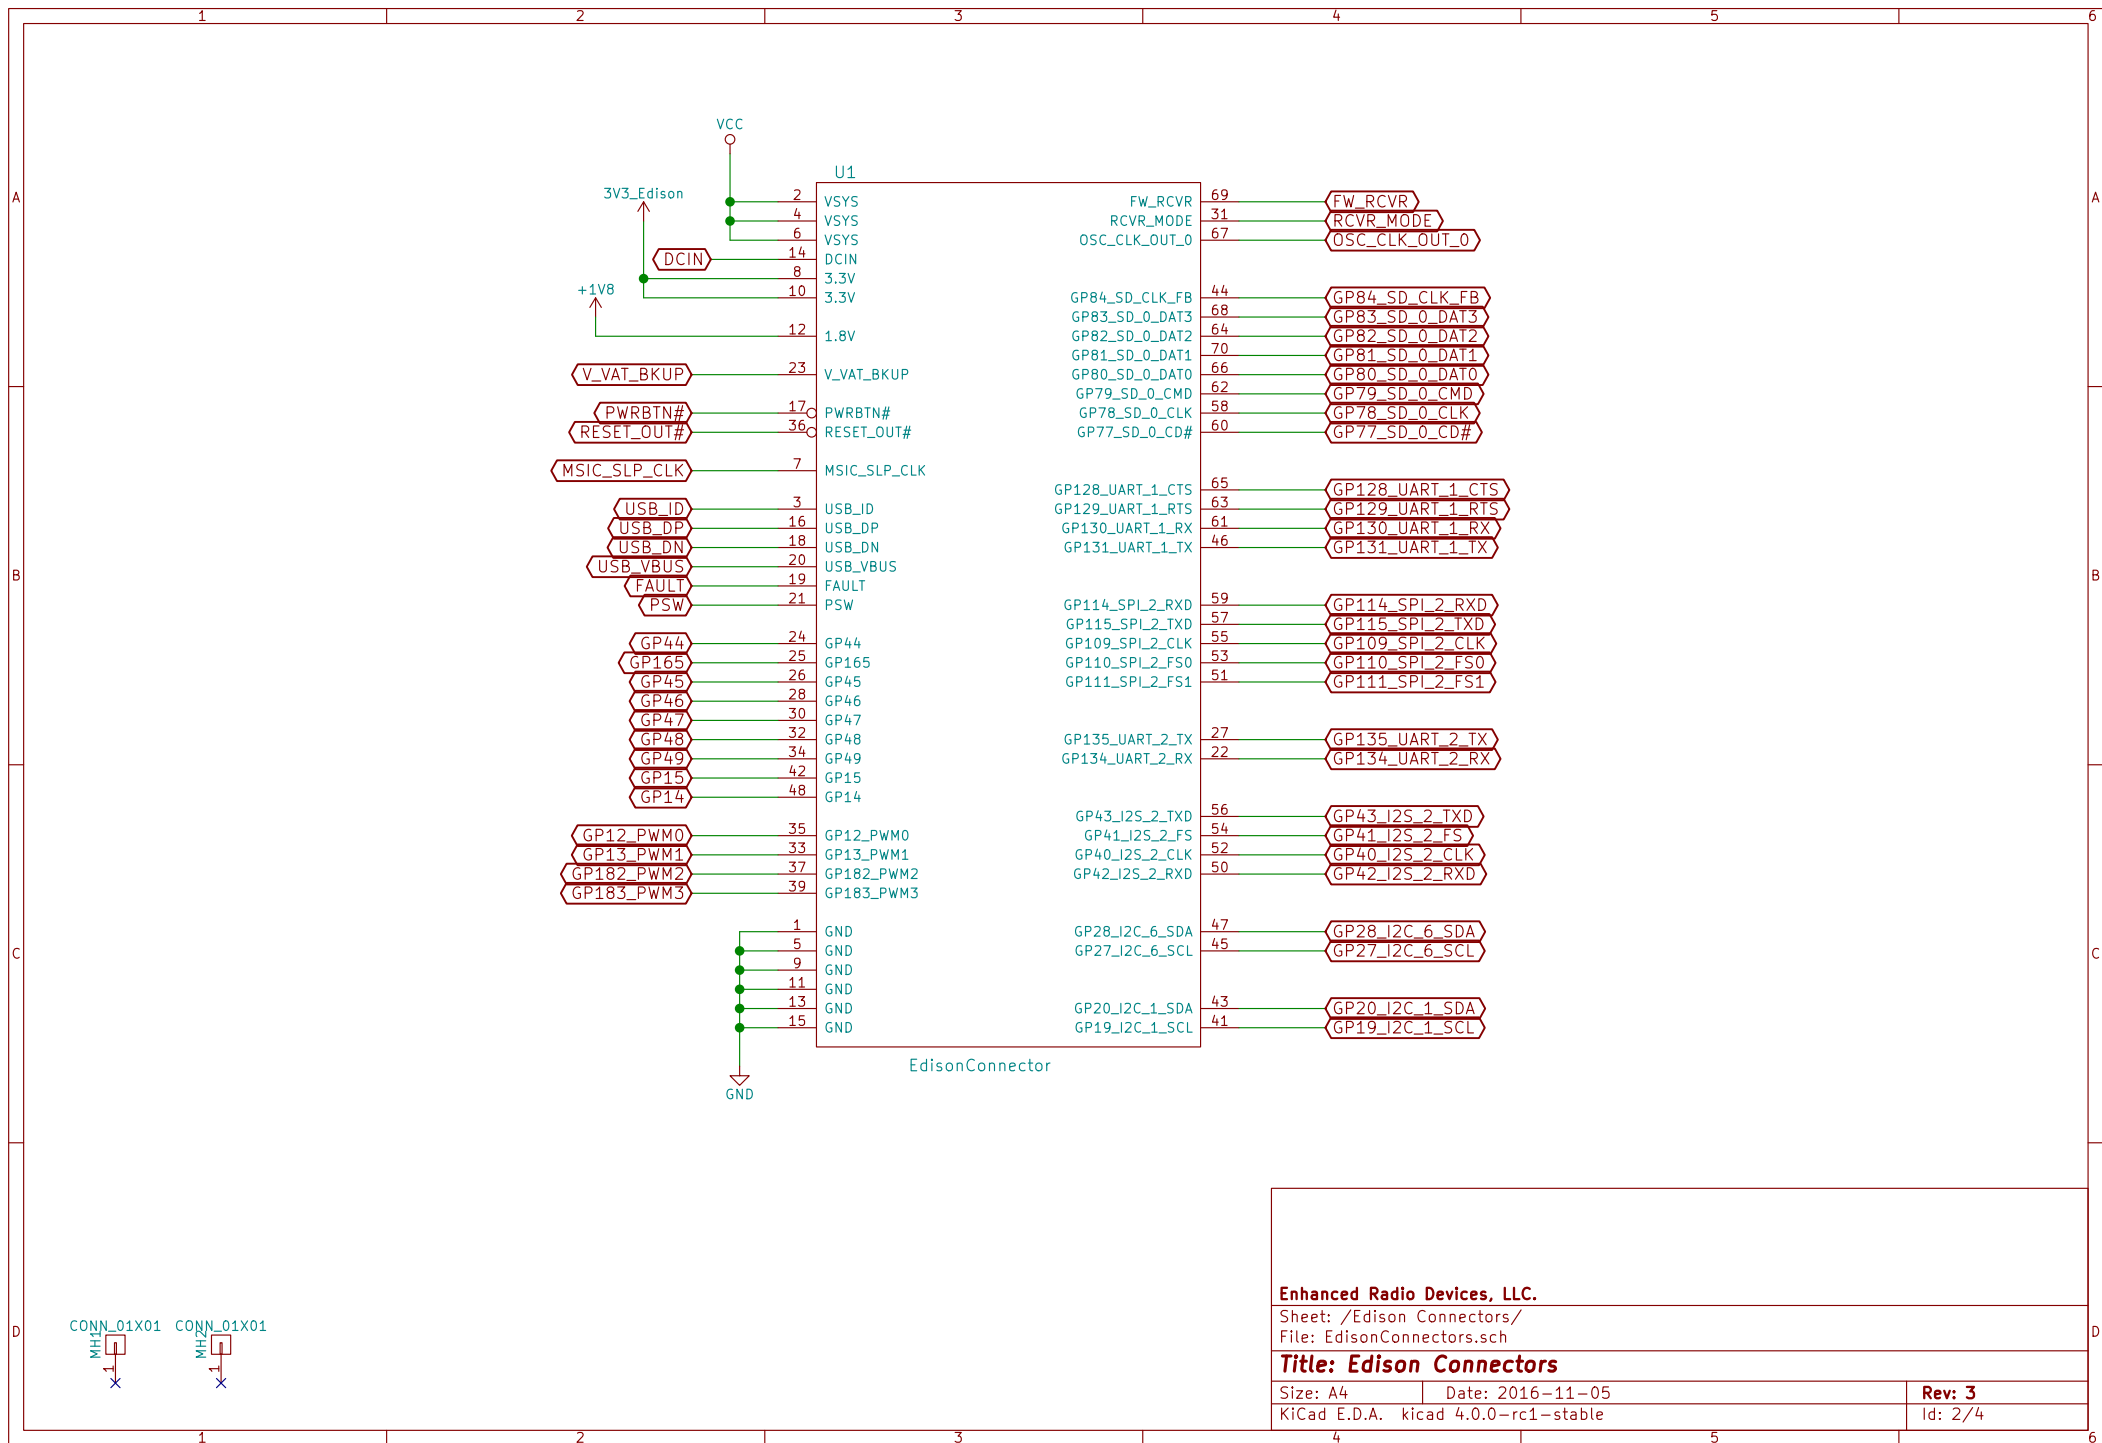 1 2 3 4 5 6
A A
B B
C C
D D
VCC
3V3_Edison
+1V8
U1
DCIN
V_VAT_BKUP
PWRBTN#
RESET_OUT#
MSIC_SLP_CLK
USB_ID
USB_DP
USB_DN
USB_VBUS
FAULT
PSW
GP44
GP165
GP45
GP46
GP47
GP48
GP49
GP15
GP14
GP12_PWM0
GP13_PWM1
GP182_PWM2
GP183_PWM3
2 VSYS
4 VSYS
6 VSYS
14 DCIN
8 3.3V
10 3.3V
12 1.8V
23 V_VAT_BKUP
17 PWRBTN#
36 RESET_OUT#
7 MSIC_SLP_CLK
3 USB_ID
16 USB_DP
18 USB_DN
20 USB_VBUS
19 FAULT
21 PSW
24 GP44
25 GP165
26 GP45
28 GP46
30 GP47
32 GP48
34 GP49
42 GP15
48 GP14
35 GP12_PWM0
33 GP13_PWM1
37 GP182_PWM2
39 GP183_PWM3
1 GND
5 GND
9 GND
11 GND
13 GND
15 GND
GND
FW_RCVR 69 FW_RCVR
RCVR_MODE 31 RCVR_MODE
OSC_CLK_OUT_0 67 OSC_CLK_OUT_0
GP84_SD_CLK_FB 44 GP84_SD_CLK_FB
GP83_SD_0_DAT3 68 GP83_SD_0_DAT3
GP82_SD_0_DAT2 64 GP82_SD_0_DAT2
GP81_SD_0_DAT1 70 GP81_SD_0_DAT1
GP80_SD_0_DAT0 66 GP80_SD_0_DAT0
GP79_SD_0_CMD 62 GP79_SD_0_CMD
GP78_SD_0_CLK 58 GP78_SD_0_CLK
GP77_SD_0_CD# 60 GP77_SD_0_CD#
GP128_UART_1_CTS 65 GP128_UART_1_CTS
GP129_UART_1_RTS 63 GP129_UART_1_RTS
GP130_UART_1_RX 61 GP130_UART_1_RX
GP131_UART_1_TX 46 GP131_UART_1_TX
GP114_SPI_2_RXD 59 GP114_SPI_2_RXD
GP115_SPI_2_TXD 57 GP115_SPI_2_TXD
GP109_SPI_2_CLK 55 GP109_SPI_2_CLK
GP110_SPI_2_FS0 53 GP110_SPI_2_FS0
GP111_SPI_2_FS1 51 GP111_SPI_2_FS1
GP135_UART_2_TX 27 GP135_UART_2_TX
GP134_UART_2_RX 22 GP134_UART_2_RX
GP43_I2S_2_TXD 56 GP43_I2S_2_TXD
GP41_I2S_2_FS 54 GP41_I2S_2_FS
GP40_I2S_2_CLK 52 GP40_I2S_2_CLK
GP42_I2S_2_RXD 50 GP42_I2S_2_RXD
GP28_I2C_6_SDA 47 GP28_I2C_6_SDA
GP27_I2C_6_SCL 45 GP27_I2C_6_SCL
GP20_I2C_1_SDA 43 GP20_I2C_1_SDA
GP19_I2C_1_SCL 41 GP19_I2C_1_SCL
EdisonConnector
CONN_01X01 CONN_01X01
MH1 MH2
1 1
Enhanced Radio Devices, LLC.
Sheet: /Edison Connectors/
File: EdisonConnectors.sch
Title: Edison Connectors
Size: A4 Date: 2016-11-05 Rev: 3
KiCad E.D.A. kicad 4.0.0-rc1-stable Id: 2/4
1 2 3 4 5 6